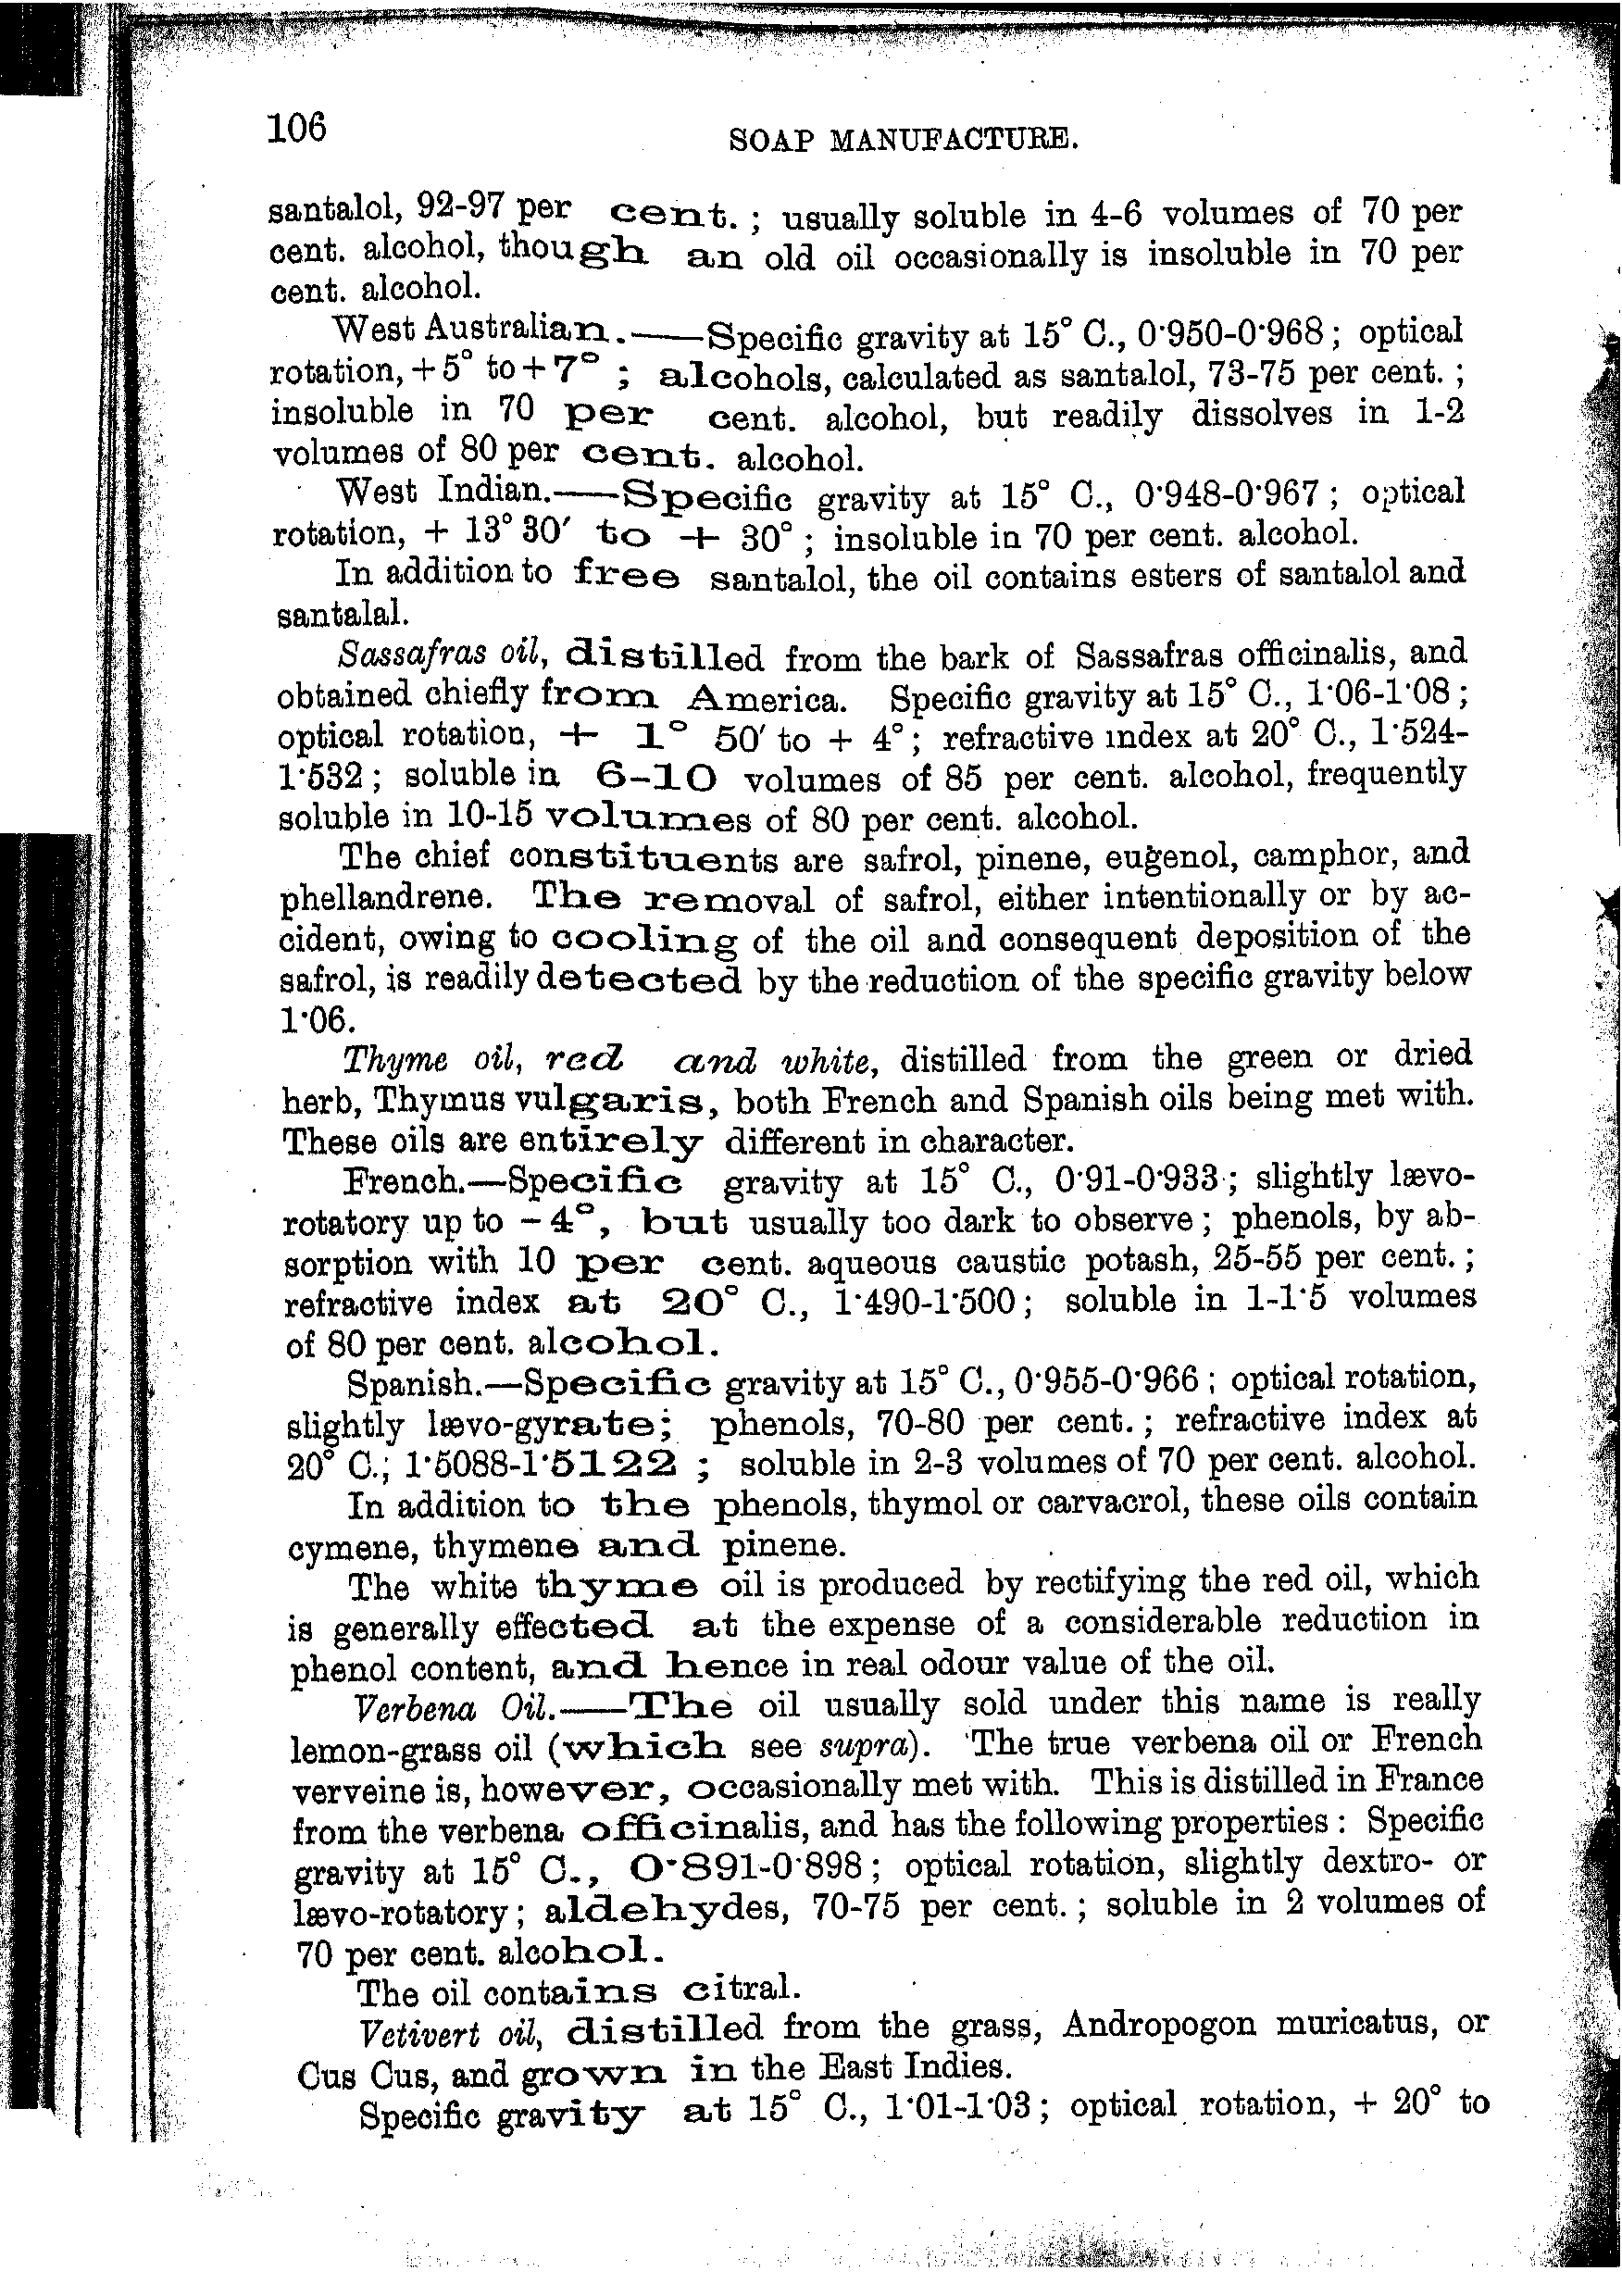 106
SOAP MANUFACTURE.
santalol, 92-97 per cent. ; usually soluble in 4-6 volumes of 70 per
cent. alcohol, though an old oil occasionally is insoluble in 70 per
cent. alcohol.
West Australian.—Specific gravity at 15° C., 0·950-0·968 ; optical
rotation, +5° to+7° ; alcohols, calculated as santalol, 73-75 per cent. ;
insoluble in 70 per cent. alcohol, but readily dissolves in 1-2
volumes of 80 per cent. alcohol.
West Indian.—Specific gravity at 15° C., 0·948-0·967 ; optical
rotation, + 13° 30′ to + 30° ; insoluble in 70 per cent. alcohol.
In addition to free santalol, the oil contains esters of santalol and
santalal.
Sassafras oil, distilled from the bark of Sassafras officinalis, and
obtained chiefly from America. Specific gravity at 15° C., 1·06-1·08 ;
optical rotation, + 1° 50′ to + 4° ; refractive index at 20° C., 1·524-
1·532 ; soluble in 6-10 volumes of 85 per cent. alcohol, frequently
soluble in 10-15 volumes of 80 per cent. alcohol.
The chief constituents are safrol, pinene, eugenol, camphor, and
phellandrene. The removal of safrol, either intentionally or by ac-
cident, owing to cooling of the oil and consequent deposition of the
safrol, is readily detected by the reduction of the specific gravity below
1·06.
Thyme oil, red and white, distilled from the green or dried
herb, Thymus vulgaris, both French and Spanish oils being met with.
These oils are entirely different in character.
French.—Specific gravity at 15° C., 0·91-0·933 ; slightly lævo-
rotatory up to - 4°, but usually too dark to observe ; phenols, by ab-
sorption with 10 per cent. aqueous caustic potash, 25-55 per cent. ;
refractive index at 20° C., 1·490-1·500 ; soluble in 1-1·5 volumes
of 80 per cent. alcohol.
Spanish.—Specific gravity at 15° C., 0·955-0·966 ; optical rotation,
slightly lævo-gyrate ; phenols, 70-80 per cent. ; refractive index at
20° C.; 1·5088-1·5122 ; soluble in 2-3 volumes of 70 per cent. alcohol.
In addition to the phenols, thymol or carvacrol, these oils contain
cymene, thymene and pinene.
The white thyme oil is produced by rectifying the red oil, which
is generally effected at the expense of a considerable reduction in
phenol content, and hence in real odour value of the oil.
Verbena Oil.—The oil usually sold under this name is really
lemon-grass oil (which see supra). The true verbena oil or French
verveine is, however, occasionally met with. This is distilled in France
from the verbena officinalis, and has the following properties : Specific
gravity at 15° C., 0·891-0·898 ; optical rotation, slightly dextro- or
lævo-rotatory ; aldehydes, 70-75 per cent. ; soluble in 2 volumes of
70 per cent. alcohol.
The oil contains citral.
Vetivert oil, distilled from the grass, Andropogon muricatus, or
Cus Cus, and grown in the East Indies.
Specific gravity at 15° C., 1·01-1·03 ; optical rotation, + 20° to